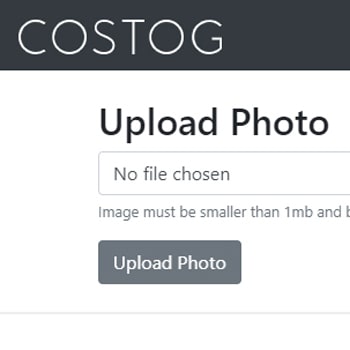 COSTOG
Upload Photo
No file chosen
Image must be smaller than 1mb and
Upload Photo